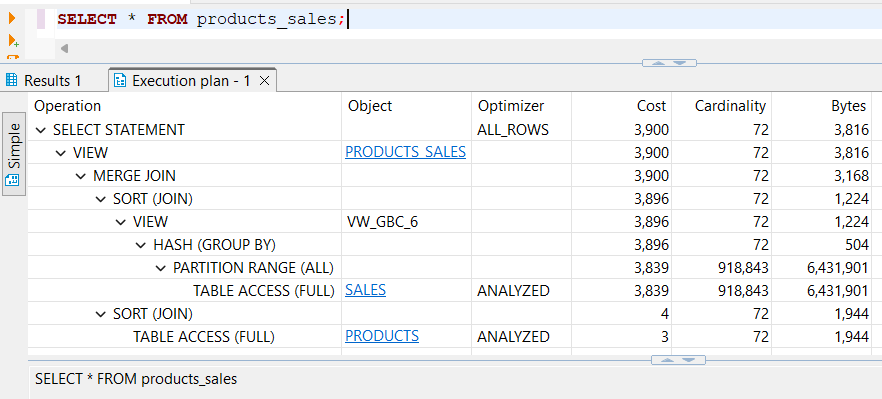 SELECT * FROM products_sales;
Results 1 Execution plan - 1
Simple
Operation Object Optimizer Cost Cardinality Bytes
SELECT STATEMENT ALL_ROWS 3,900 72 3,816
VIEW PRODUCTS_SALES 3,900 72 3,816
MERGE JOIN 3,900 72 3,168
SORT (JOIN) 3,896 72 1,224
VIEW VW_GBC_6 3,896 72 1,224
HASH (GROUP BY) 3,896 72 504
PARTITION RANGE (ALL) 3,839 918,843 6,431,901
TABLE ACCESS (FULL) SALES ANALYZED 3,839 918,843 6,431,901
SORT (JOIN) 4 72 1,944
TABLE ACCESS (FULL) PRODUCTS ANALYZED 3 72 1,944
SELECT * FROM products_sales